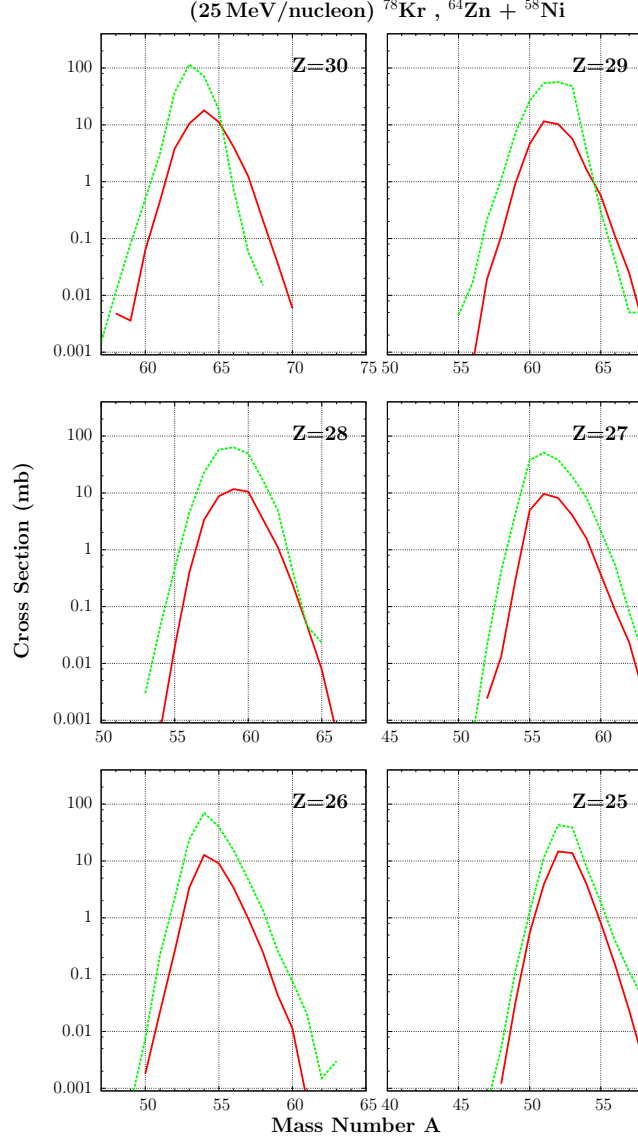 (25 MeV/nucleon) ⁷⁸Kr , ⁶⁴Zn + ⁵⁸Ni
Z=30
Z=29
100
10
1
0.1
0.01
0.001
60 65 70 75 50 55 60 65
Z=28
Z=27
100
10
1
0.1
0.01
0.001
50 55 60 65 45 50 55 60
Z=26
Z=25
100
10
1
0.1
0.01
0.001
50 55 60 65 40 45 50 55
Cross Section (mb)
Mass Number A